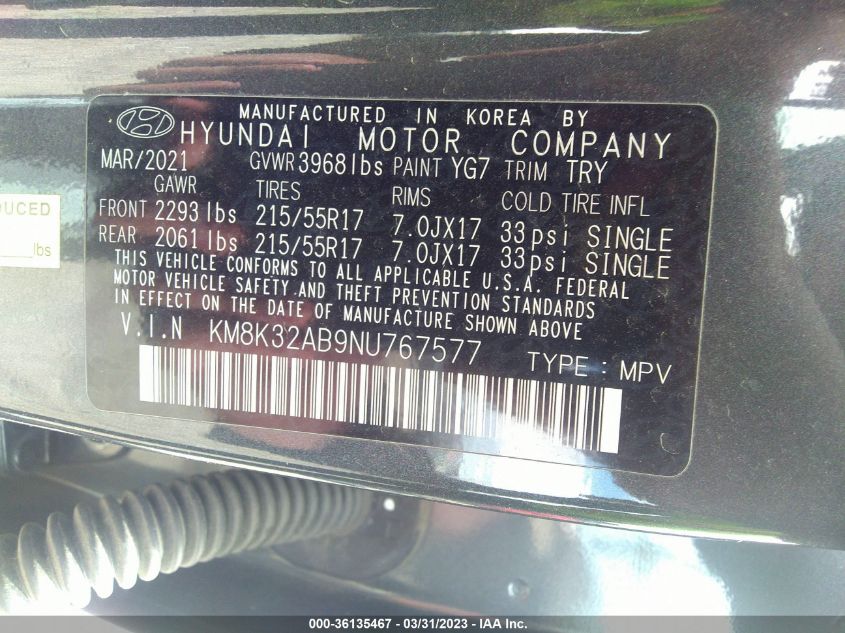 MANUFACTURED IN KOREA BY
HYUNDAI MOTOR COMPANY
MAR/2021 GVWR 3968 lbs PAINT YG7 TRIM TRY
GAWR TIRES RIMS COLD TIRE INFL
FRONT 2293 lbs 215/55R17 7.0JX17 33psi SINGLE
REAR 2061 lbs 215/55R17 7.0JX17 33psi SINGLE
THIS VEHICLE CONFORMS TO ALL APPLICABLE U.S.A. FEDERAL
MOTOR VEHICLE SAFETY AND THEFT PREVENTION STANDARDS
IN EFFECT ON THE DATE OF MANUFACTURE SHOWN ABOVE
V.I.N KM8K32AB9NU767577 TYPE : MPV
UCED
lbs
000-36135467 - 03/31/2023 - IAA Inc.